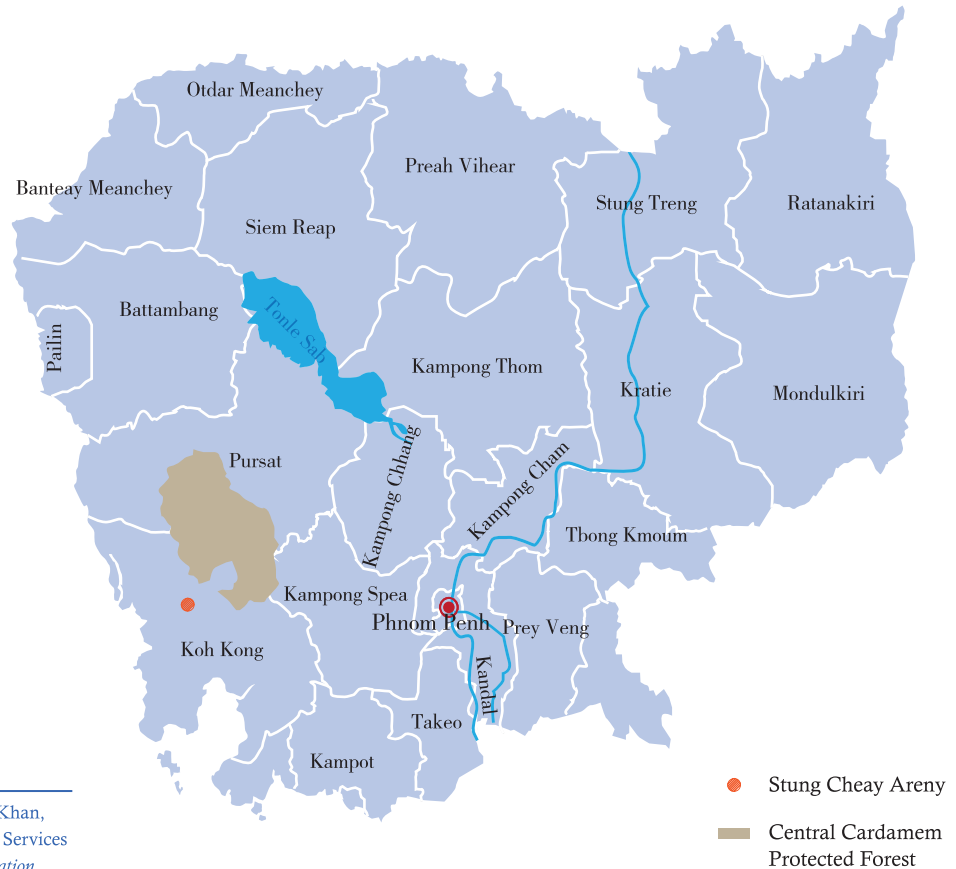 Otdar Meanchey
Preah Vihear
Banteay Meanchey
Stung Treng
Ratanakiri
Siem Reap
Battambang
Tonle Sab
Pailin
Kampong Thom
Kratie
Mondulkiri
Pursat
Kampong Chhang
Kampong Cham
Tbong Kmoum
Kampong Spea
Phnom Penh
Prey Veng
Koh Kong
Kandal
Takeo
Kampot
Stung Cheay Areny
Central Cardamem
Protected Forest
Khan,
Services
ation